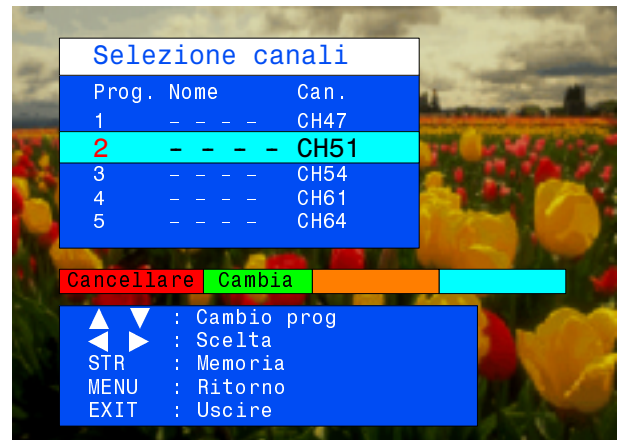 Selezione canali
Prog. Nome Can.
1 - - - - CH47
2 - - - - CH51
3 - - - - CH54
4 - - - - CH61
5 - - - - CH64
Cancellare Cambia
: Cambio prog
: Scelta
STR : Memoria
MENU : Ritorno
EXIT : Uscire